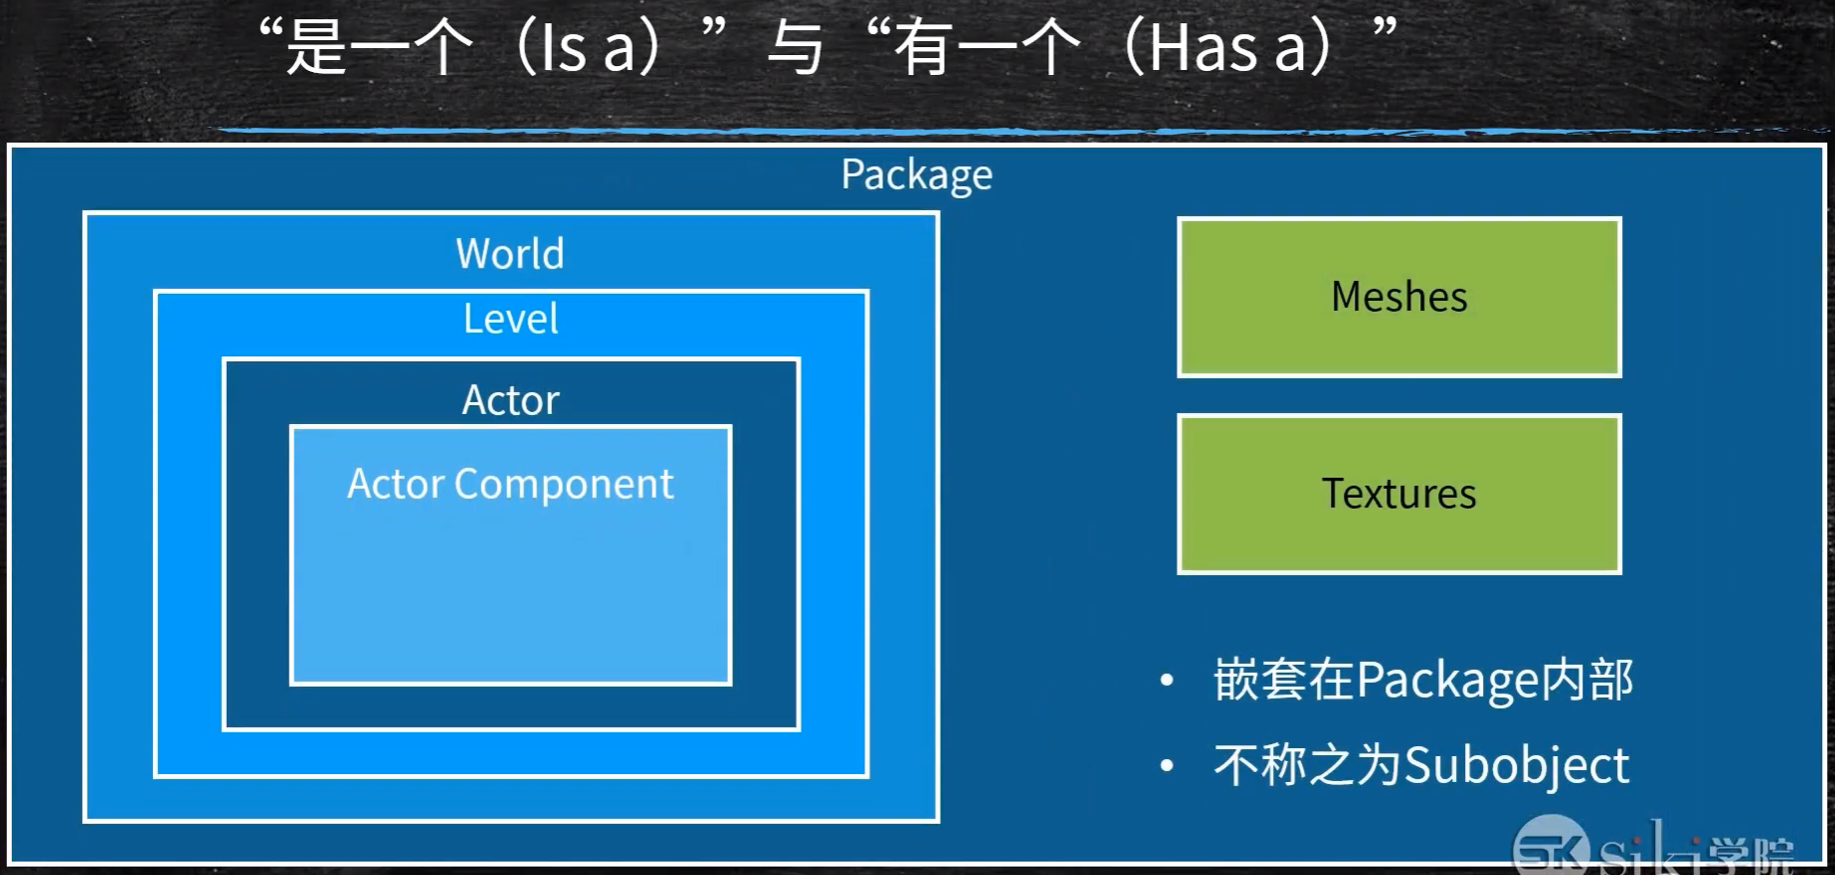 “是一个（Is a）”与“有一个（Has a）”
Package
World
Level
Actor
Actor Component
Meshes
Textures
• 嵌套在Package内部
• 不称之为Subobject
SK siki学院